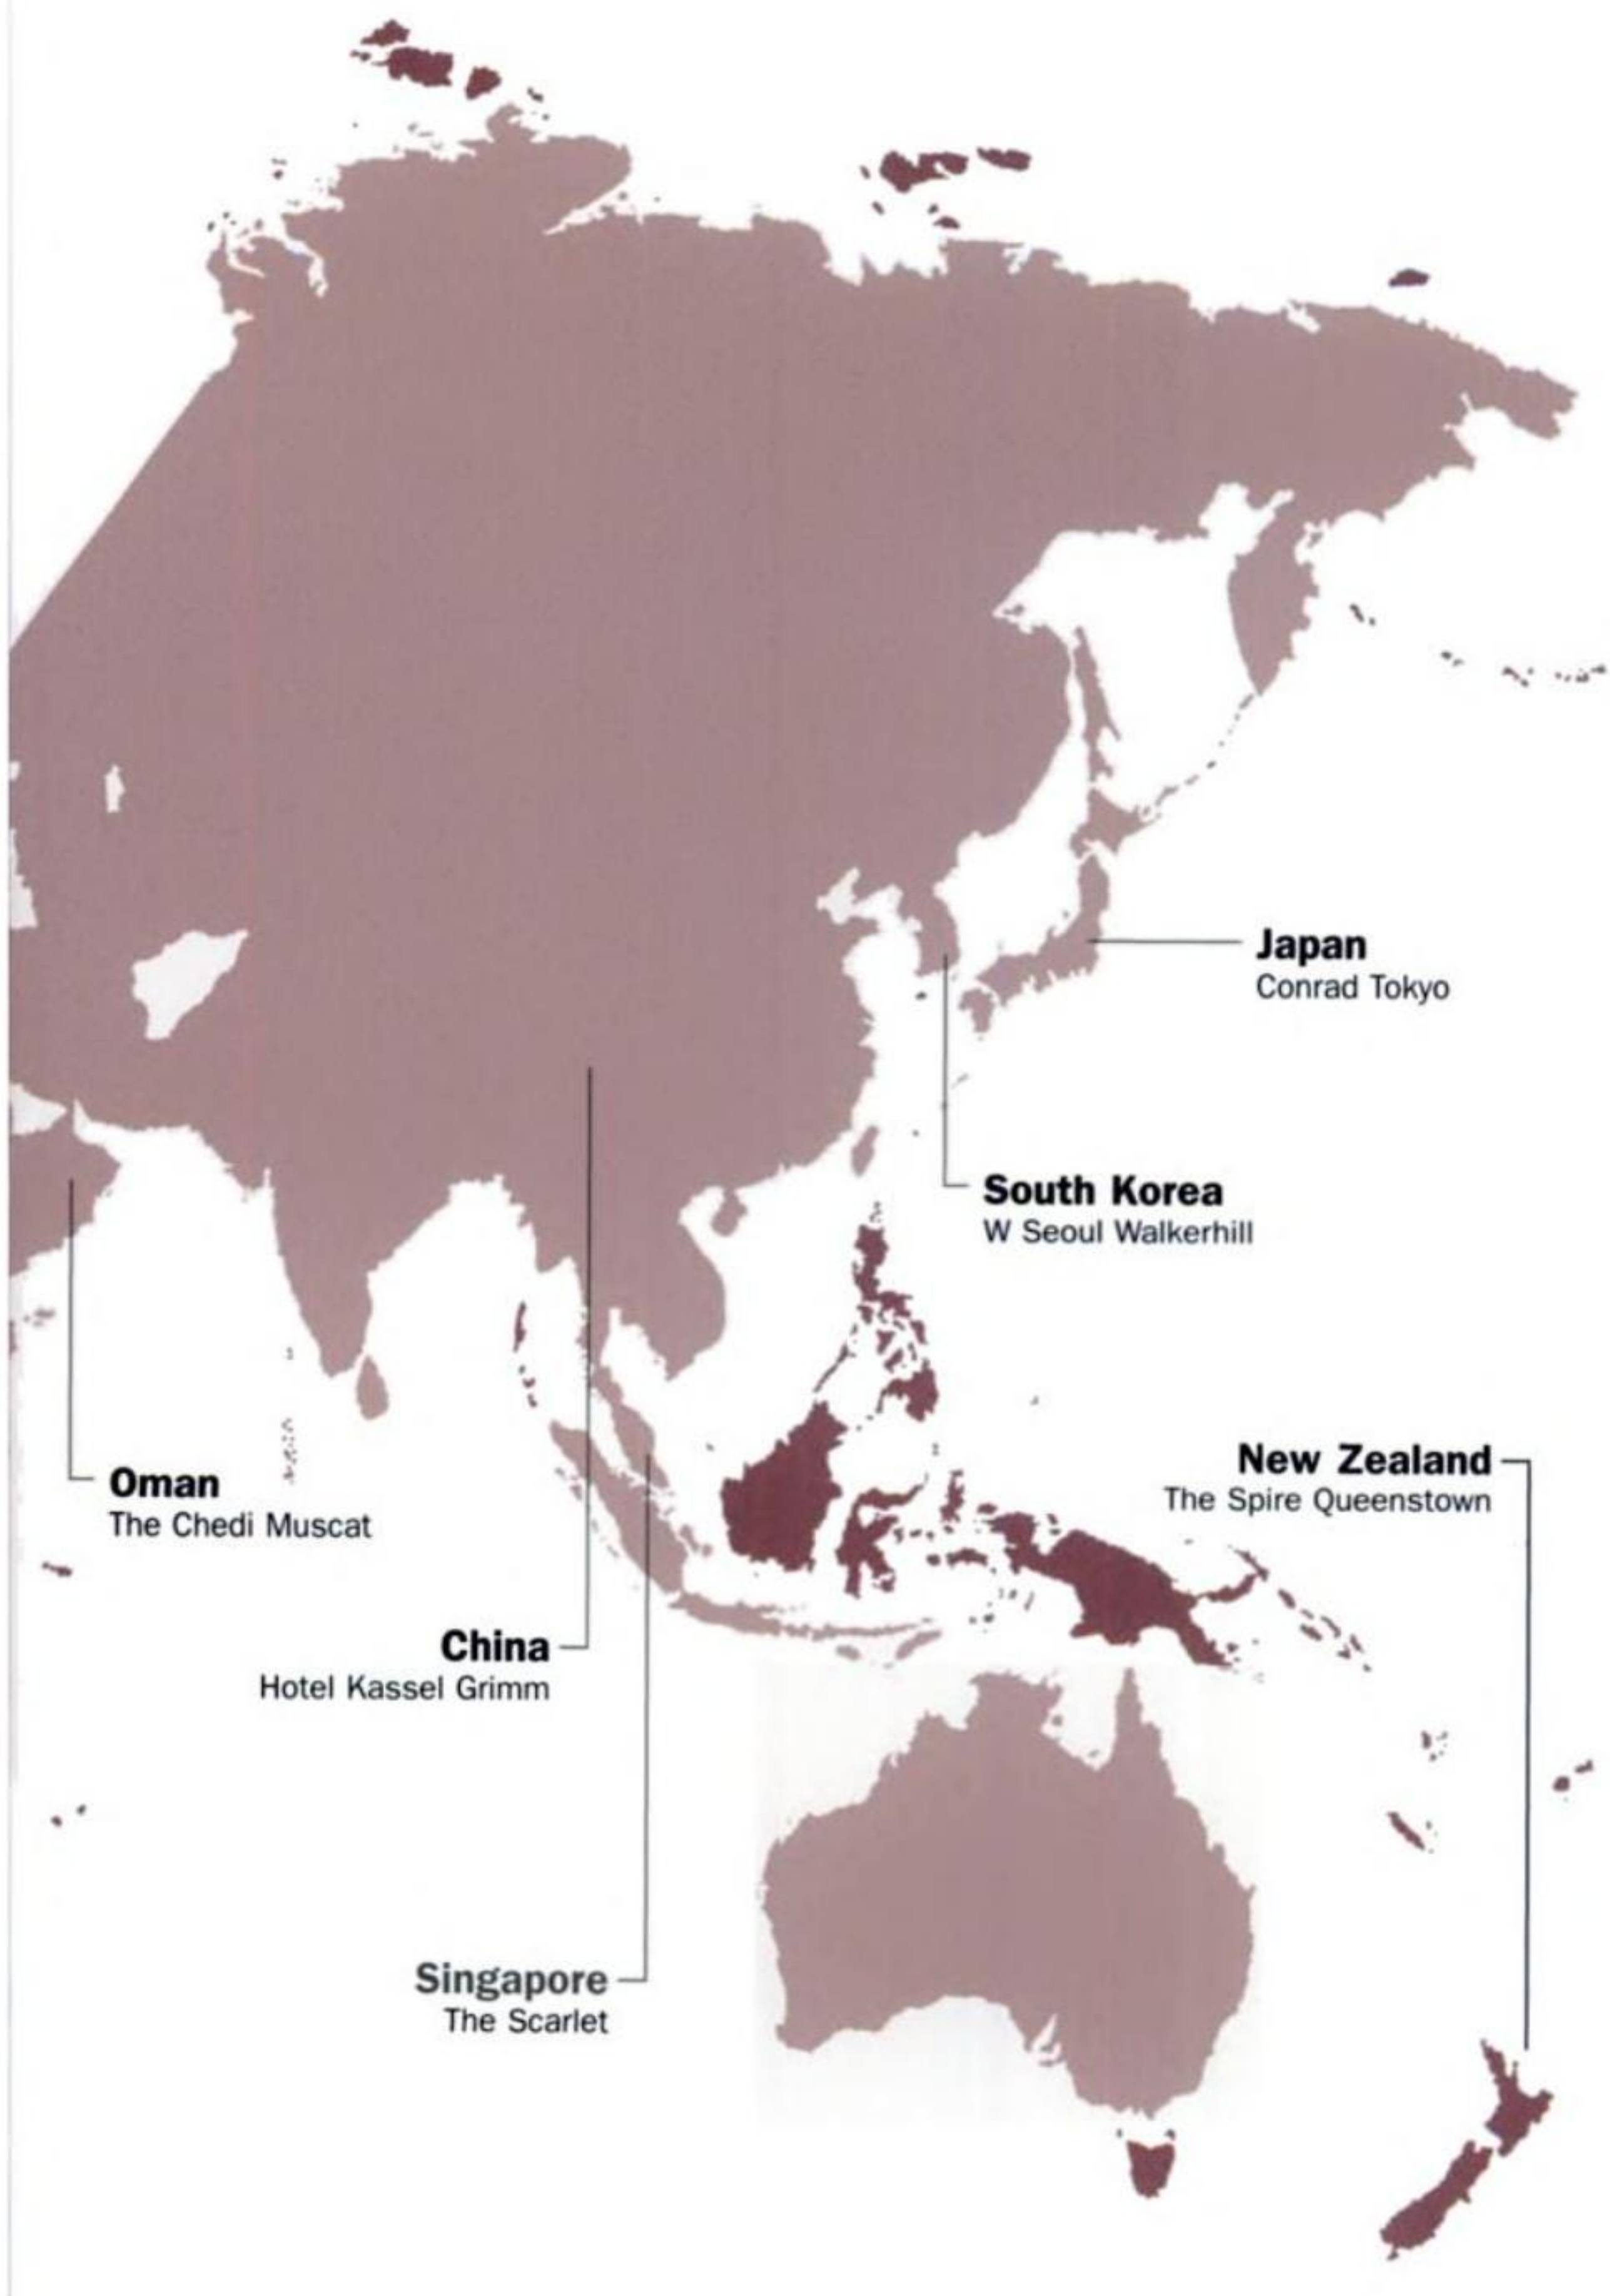 Japan
Conrad Tokyo
South Korea
W Seoul Walkerhill
New Zealand
The Spire Queenstown
Oman
The Chedi Muscat
China
Hotel Kassel Grimm
Singapore
The Scarlet